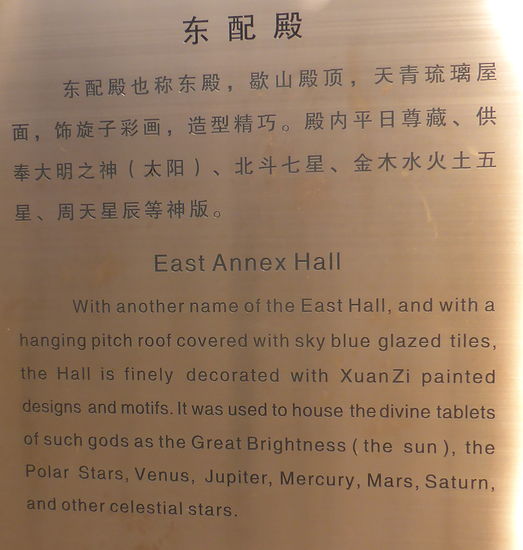 东配殿
东配殿也称东殿，歇山殿顶，天青琉璃屋
面，饰旋子彩画，造型精巧。殿内平日尊藏、供
奉大明之神（太阳）、北斗七星、金木水火土五
星、周天星辰等神版。
East Annex Hall
With another name of the East Hall, and with a
hanging pitch roof covered with sky blue glazed tiles,
the Hall is finely decorated with XuanZi painted
designs and motifs. It was used to house the divine tablets
of such gods as the Great Brightness ( the sun ), the
Polar Stars, Venus, Jupiter, Mercury, Mars, Saturn,
and other celestial stars.